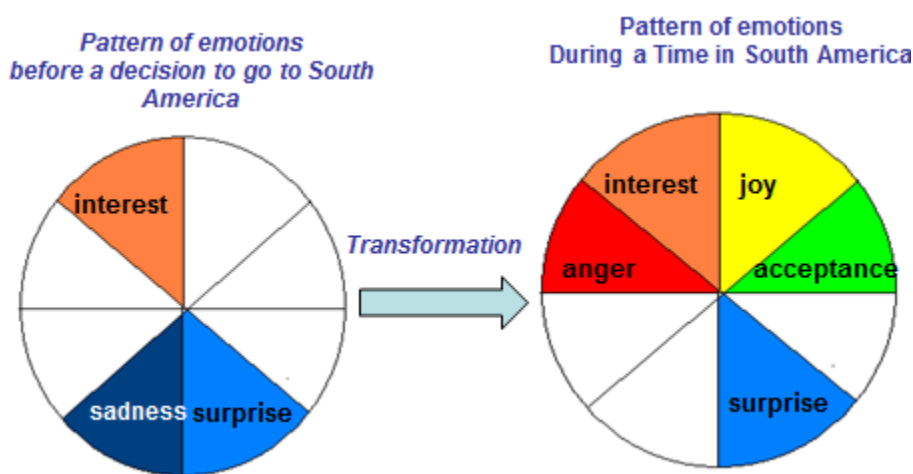 Pattern of emotions
before a decision to go to South
America
interest
sadness
surprise
Transformation
Pattern of emotions
During a Time in South America
interest
joy
anger
acceptance
surprise